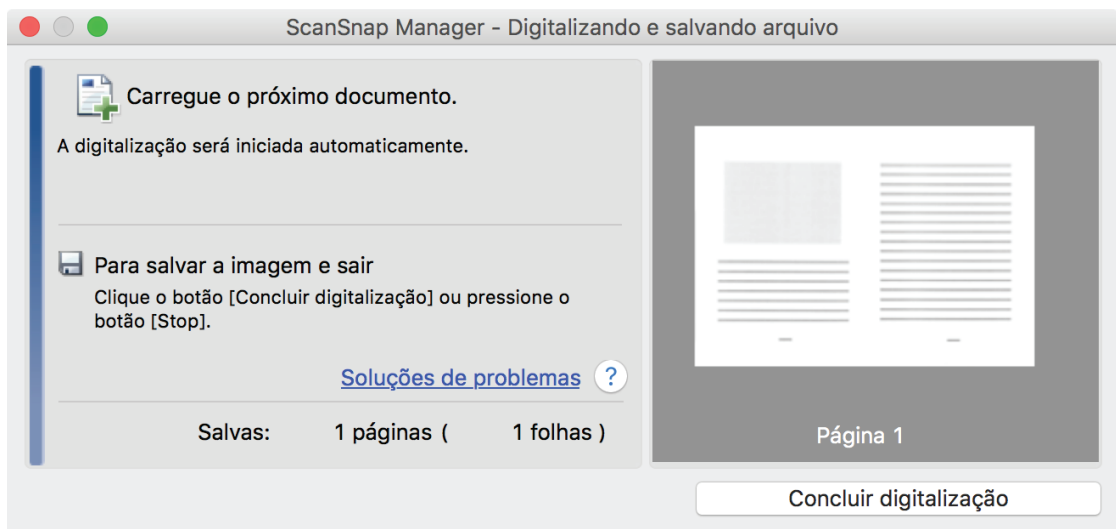 ScanSnap Manager - Digitalizando e salvando arquivo
Carregue o próximo documento.
A digitalização será iniciada automaticamente.
Para salvar a imagem e sair
Clique o botão [Concluir digitalização] ou pressione o
botão [Stop].
Soluções de problemas ?
Salvas: 1 páginas ( 1 folhas )
Página 1
Concluir digitalização